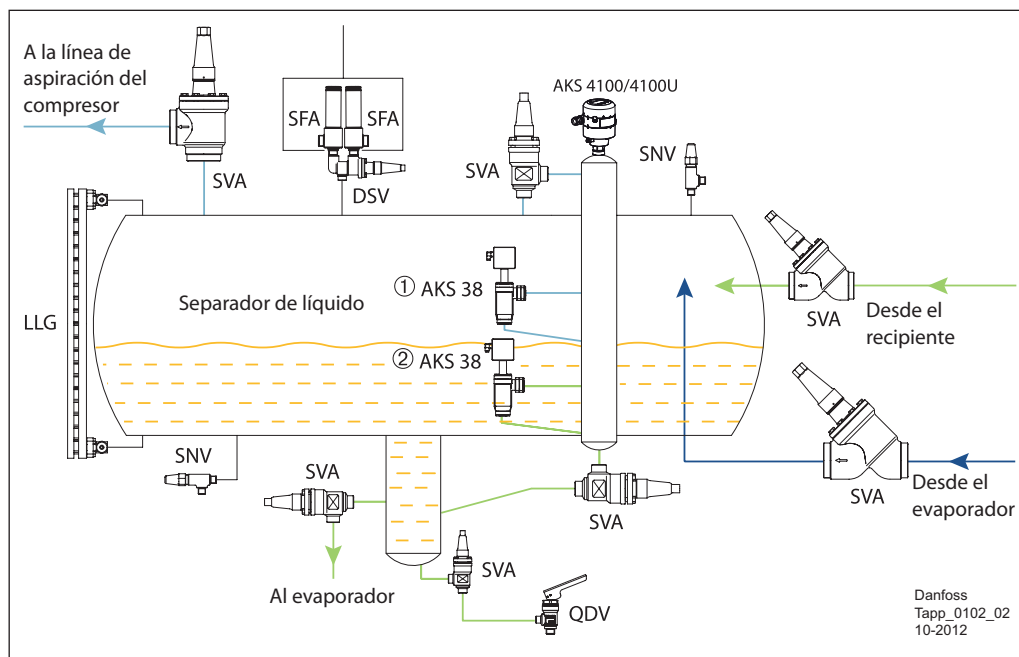 A la línea de
aspiración del
compresor
SFA
SFA
AKS 4100/4100U
SNV
SVA
SVA
DSV
① AKS 38
Separador de líquido
LLG
SVA
Desde el
recipiente
② AKS 38
SNV
SVA
SVA
SVA
Desde el
evaporador
SVA
Al evaporador
QDV
Danfoss
Tapp_0102_02
10-2012